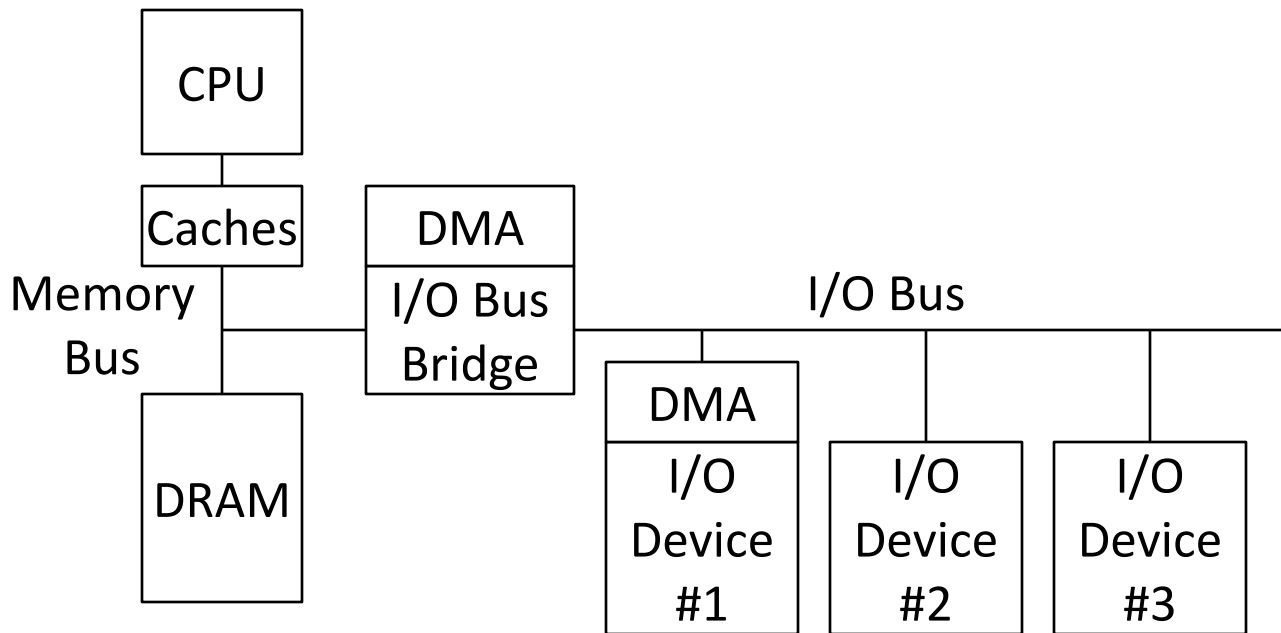 CPU
Caches
DMA
Memory
Bus
I/O Bus
Bridge
I/O Bus
DRAM
DMA
I/O
Device
#1
I/O
Device
#2
I/O
Device
#3